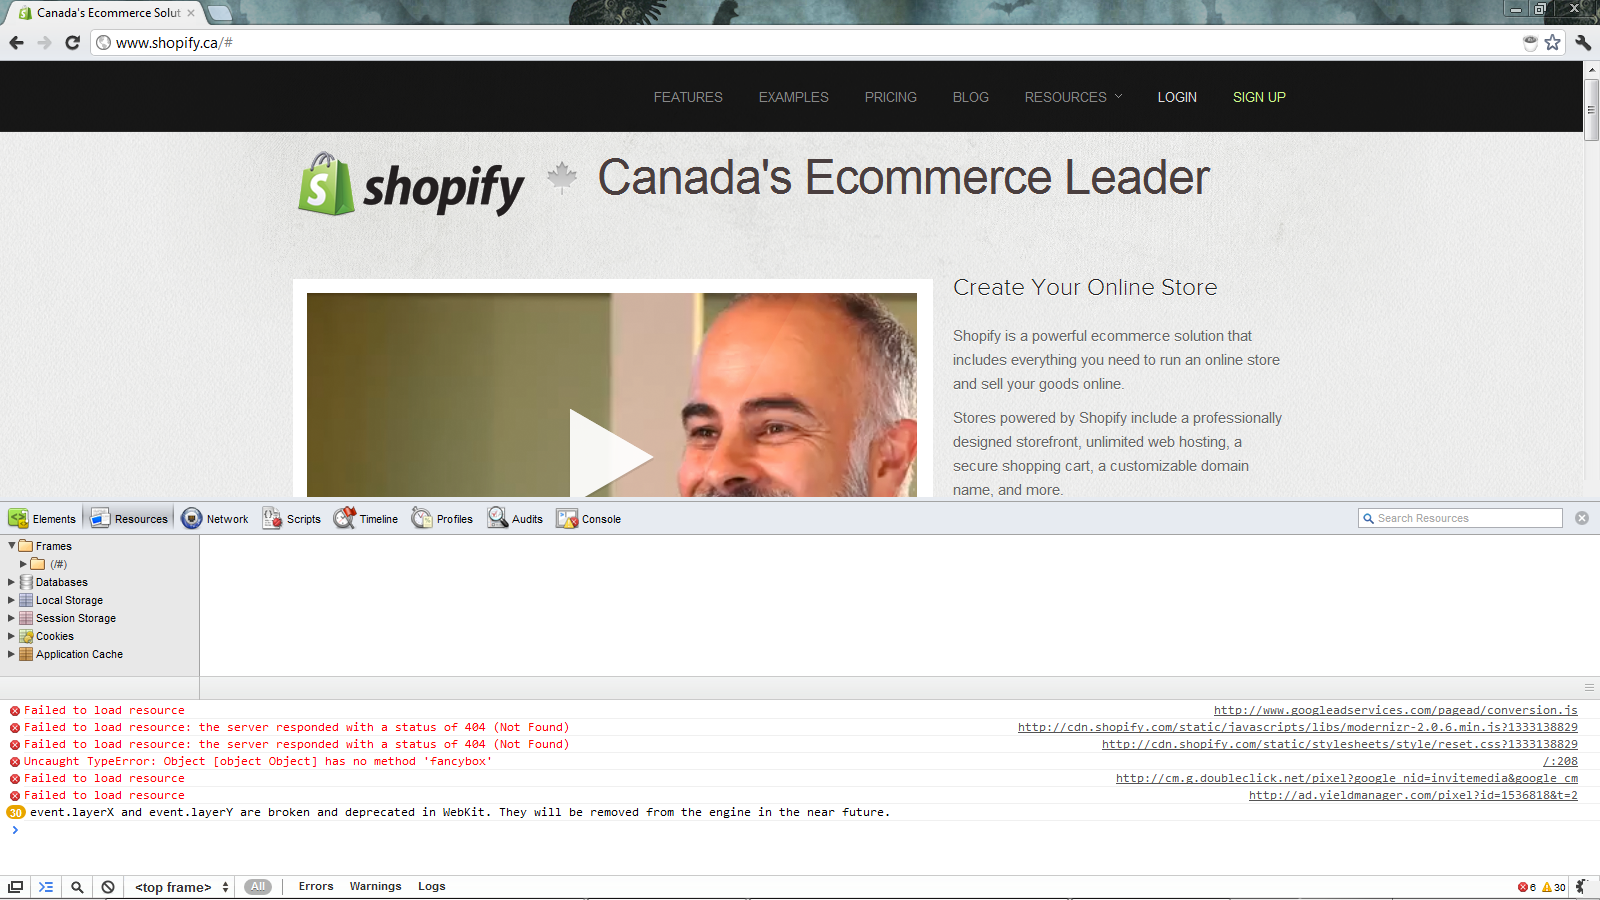 Canada's Ecommerce Solut
www.shopify.ca/#
FEATURES EXAMPLES PRICING BLOG RESOURCES LOGIN SIGN UP
shopify Canada's Ecommerce Leader
Create Your Online Store
Shopify is a powerful ecommerce solution that
includes everything you need to run an online store
and sell your goods online.
Stores powered by Shopify include a professionally
designed storefront, unlimited web hosting, a
secure shopping cart, a customizable domain
name, and more.
Elements Resources Network Scripts Timeline Profiles Audits Console Search Resources
Frames
(/#)
Databases
Local Storage
Session Storage
Cookies
Application Cache
Failed to load resource http://www.googleadservices.com/pagead/conversion.js
Failed to load resource: the server responded with a status of 404 (Not Found) http://cdn.shopify.com/static/javascripts/libs/modernizr-2.0.6.min.js?1333138829
Failed to load resource: the server responded with a status of 404 (Not Found) http://cdn.shopify.com/static/stylesheets/style/reset.css?1333138829
Uncaught TypeError: Object [object Object] has no method 'fancybox' /:208
Failed to load resource http://cm.g.doubleclick.net/pixel?google_nid=invitemedia&google_cm
Failed to load resource http://ad.yieldmanager.com/pixel?id=1536818&t=2
30 event.layerX and event.layerY are broken and deprecated in WebKit. They will be removed from the engine in the near future.
<top frame> All Errors Warnings Logs 6 30